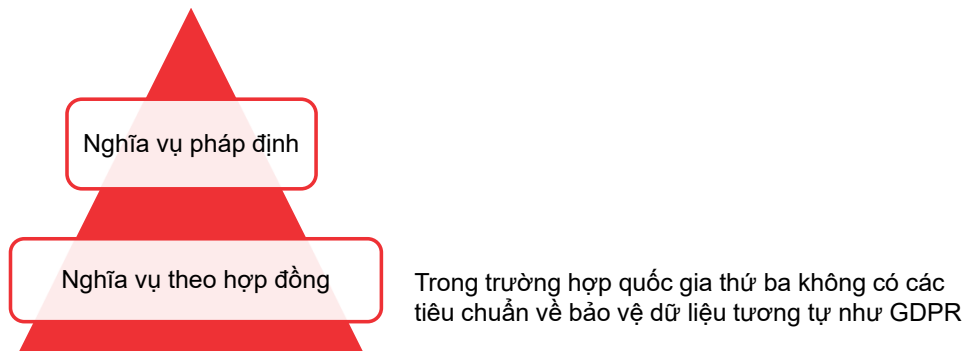 Nghĩa vụ pháp định
Nghĩa vụ theo hợp đồng
Trong trường hợp quốc gia thứ ba không có các
tiêu chuẩn về bảo vệ dữ liệu tương tự như GDPR